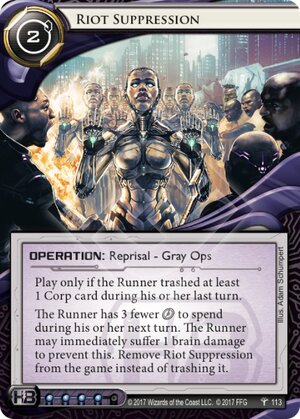 Riot Suppression
2
OPERATION: Reprisal - Gray Ops
Play only if the Runner trashed at least
1 Corp card during his or her last turn.
The Runner has 3 fewer to spend
during his or her next turn. The Runner
may immediately suffer 1 brain damage
to prevent this. Remove Riot Suppression
from the game instead of trashing it.
Illus. Adam Schumpert
HB
© 2017 Wizards of the Coast LLC. © 2017 FFG
113